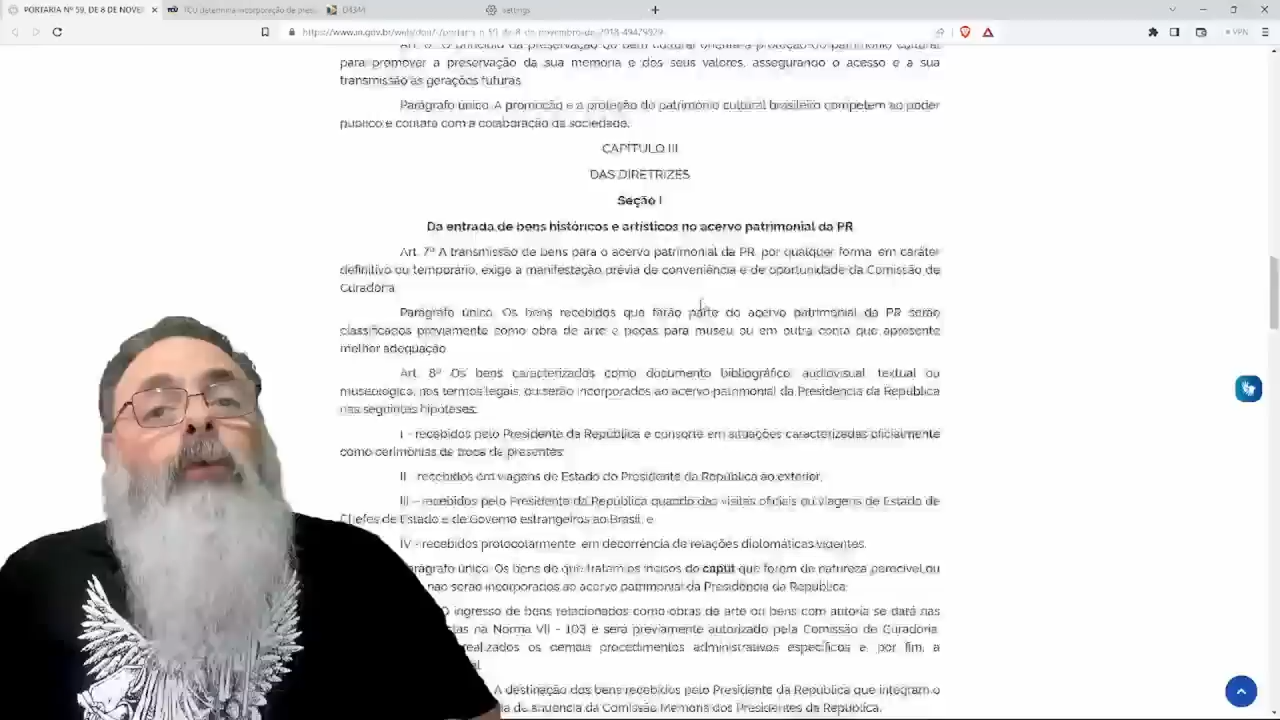 PORTARIA Nº 59, DE 8 DE NOVEM
TCU determina incorporação de pres
settings
VPN
para promover a preservação da sua memória e dos seus valores, assegurando o acesso e a sua
transmissão às gerações futuras.
Parágrafo único. A promoção e a proteção do patrimônio cultural brasileiro competem ao poder
público e contará com a colaboração da sociedade.
CAPÍTULO III
DAS DIRETRIZES
Seção I
Da entrada de bens históricos e artísticos no acervo patrimonial da PR
Art. 7º A transmissão de bens para o acervo patrimonial da PR, por qualquer forma, em caráter
definitivo ou temporário, exige a manifestação prévia de conveniência e de oportunidade da Comissão de
Curadoria.
Parágrafo único. Os bens recebidos que farão parte do acervo patrimonial da PR serão
classificados previamente como obra de arte e peças para museu ou em outra conta que apresente
melhor adequação.
Art. 8º Os bens caracterizados como documento bibliográfico, audiovisual, textual ou
museológico, nos termos legais, serão incorporados ao acervo patrimonial da Presidência da República
nas seguintes hipóteses:
I - recebidos pelo Presidente da República e consorte em situações caracterizadas oficialmente
como cerimônias de troca de presentes;
II - recebidos em viagens de Estado do Presidente da República ao exterior;
III - recebidos pelo Presidente da República quando das visitas oficiais ou viagens de Estado de
Chefes de Estado e de Governo estrangeiros ao Brasil; e
IV - recebidos protocolarmente, em decorrência de relações diplomáticas vigentes.
arágrafo único. Os bens de que tratam os incisos do caput que forem de natureza perecível ou
não serão incorporados ao acervo patrimonial da Presidência da República.
O ingresso de bens relacionados como obras de arte ou bens com autoria se dará nas
stas na Norma VII - 103 e será previamente autorizado pela Comissão de Curadoria,
realizados os demais procedimentos administrativos específicos e, por fim, a
A destinação dos bens recebidos pelo Presidente da República que integram o
de anuência da Comissão Memória dos Presidentes da República.